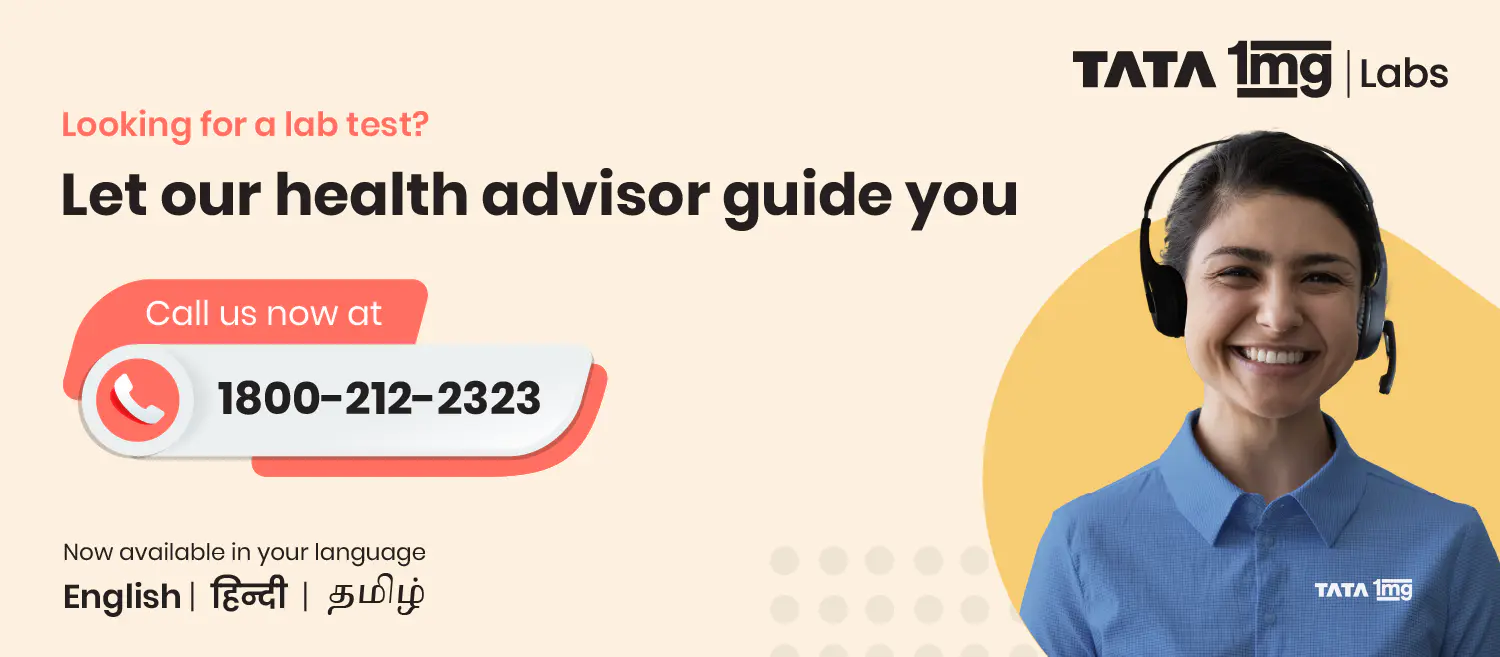 TATA 1mg | Labs
Looking for a lab test?
Let our health advisor guide you
Call us now at
1800-212-2323
Now available in your language
English | हिन्दी | தமிழ்
TATA 1mg